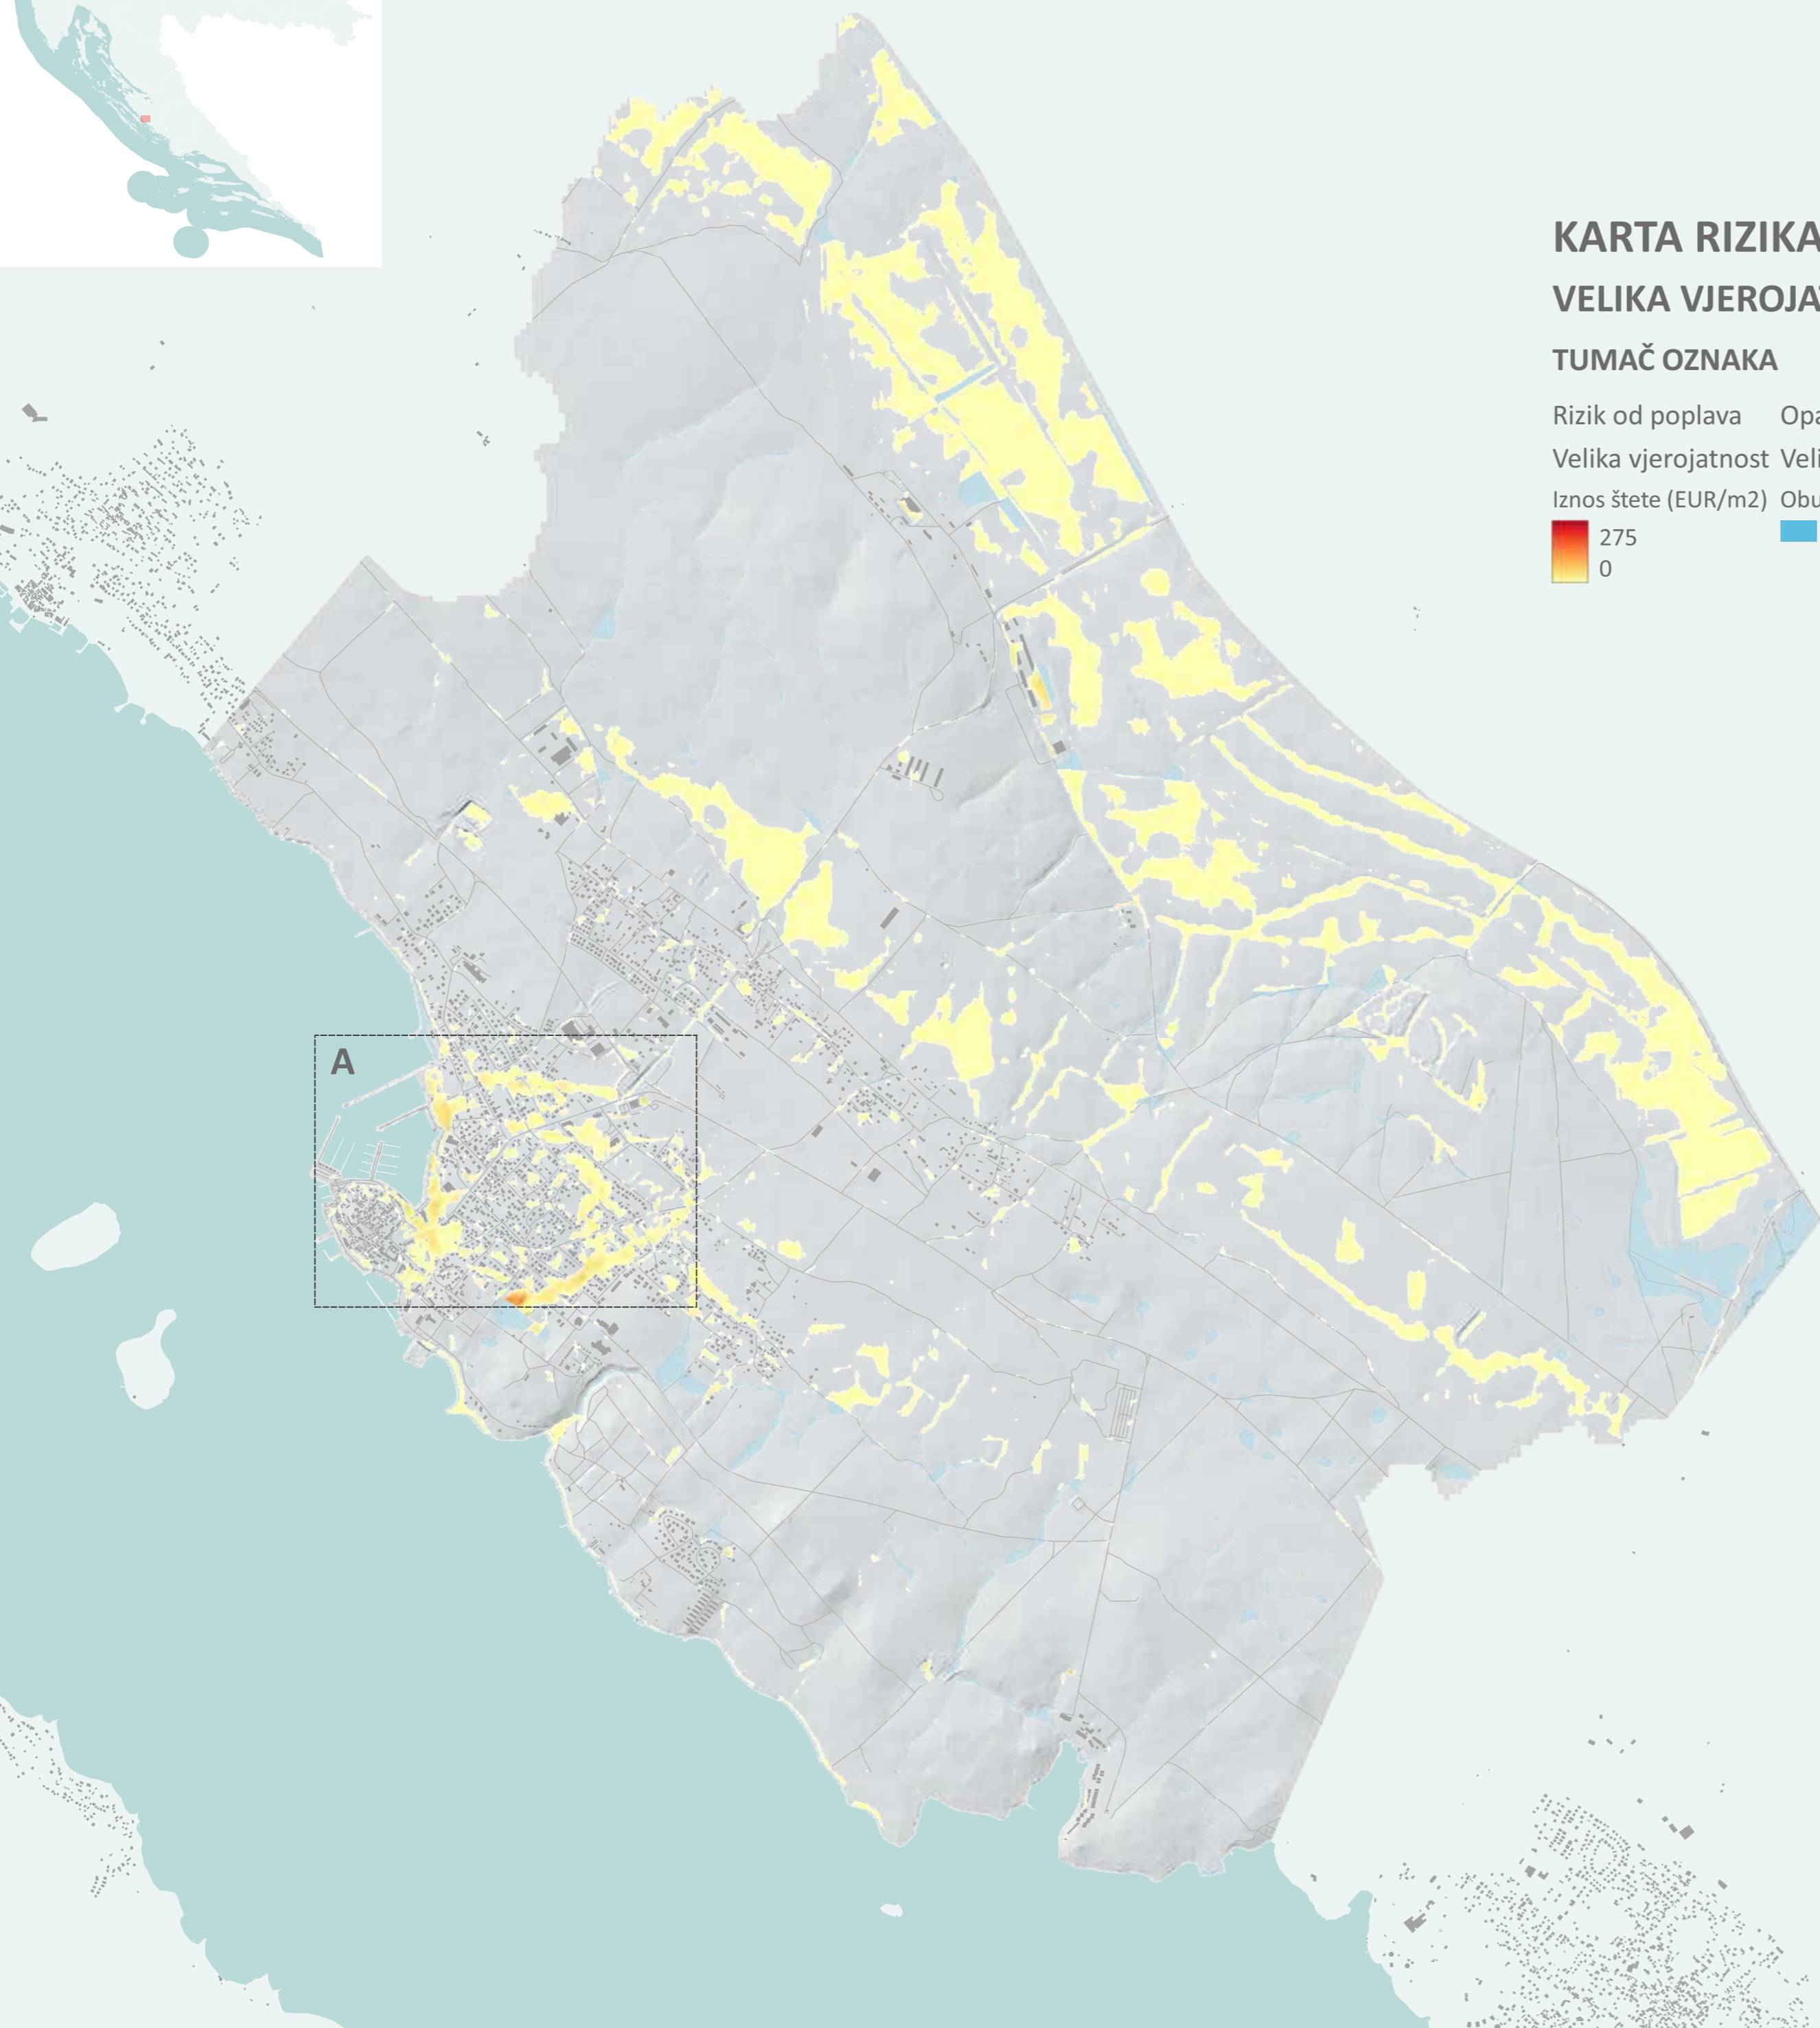 KARTA RIZIKA
VELIKA VJEROJA
TUMAČ OZNAKA
Rizik od poplava Opa
Velika vjerojatnost Veli
Iznos štete (EUR/m2) Obu
275
0
A